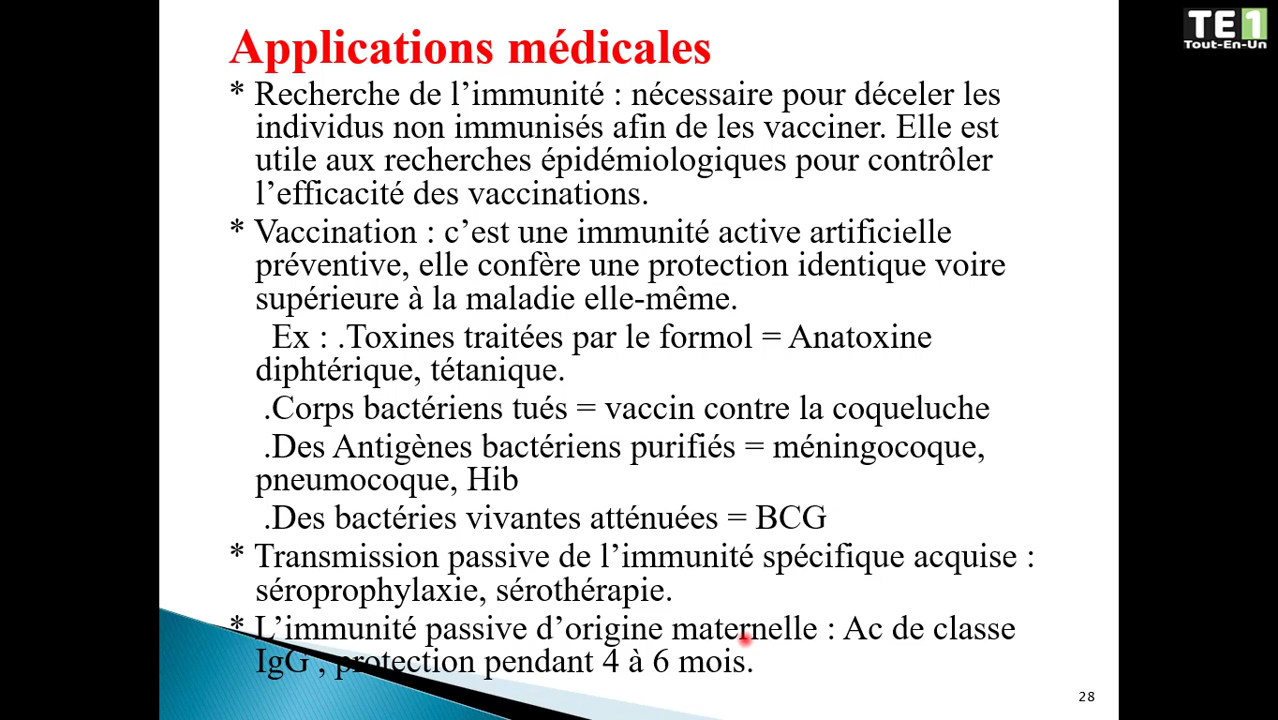 TE1
Tout-En-Un
Applications médicales
* Recherche de l’immunité : nécessaire pour déceler les
individus non immunisés afin de les vacciner. Elle est
utile aux recherches épidémiologiques pour contrôler
l’efficacité des vaccinations.
* Vaccination : c’est une immunité active artificielle
préventive, elle confère une protection identique voire
supérieure à la maladie elle-même.
Ex : .Toxines traitées par le formol = Anatoxine
diphtérique, tétanique.
.Corps bactériens tués = vaccin contre la coqueluche
.Des Antigènes bactériens purifiés = méningocoque,
pneumocoque, Hib
.Des bactéries vivantes atténuées = BCG
* Transmission passive de l’immunité spécifique acquise :
séroprophylaxie, sérothérapie.
* L’immunité passive d’origine maternelle : Ac de classe
IgG , protection pendant 4 à 6 mois.
28